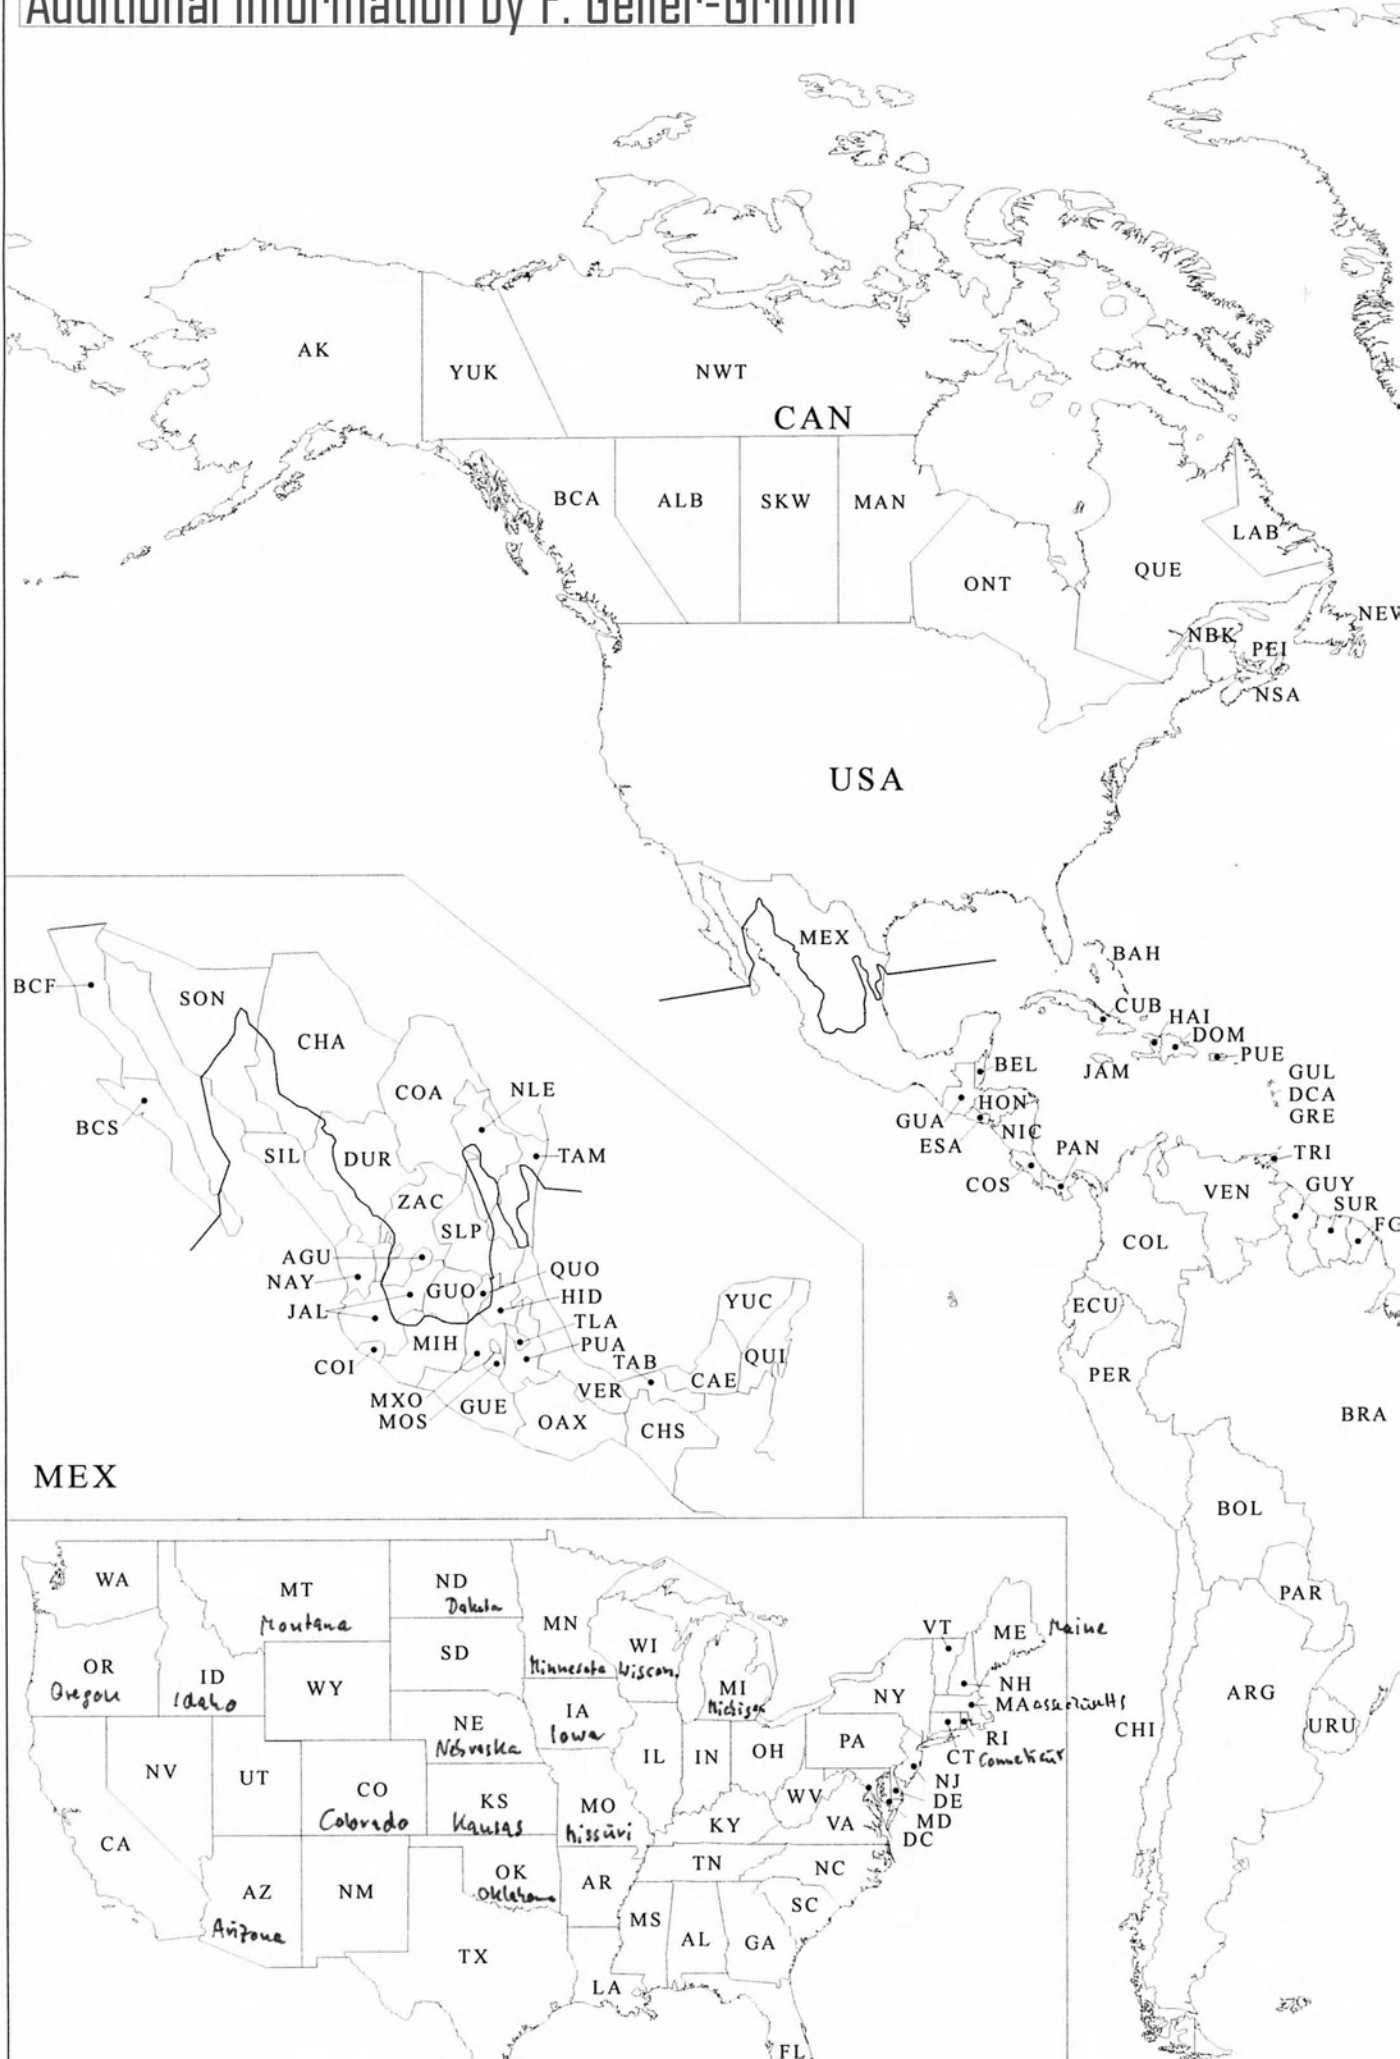 Additional information by F. Geller-Grimm
AK
YUK
NWT
CAN
BCA
ALB
SKW
MAN
ONT
QUE
LAB
NEW
NBK
PEI
NSA
USA
MEX
BAH
CUB
HAI
DOM
PUE
JAM
BEL
GUL
DCA
GRE
GUA
HON
ESA
NIC
PAN
COS
TRI
VEN
GUY
SUR
FG
COL
ECU
PER
BRA
BOL
PAR
ARG
CHI
URU
BCF
SON
CHA
COA
NLE
BCS
SIL
DUR
TAM
ZAC
SLP
AGU
NAY
GUO
QUO
JAL
HID
TLA
MIH
PUA
COI
TAB
YUC
QUI
MXO
MOS
GUE
VER
CAE
OAX
CHS
MEX
WA
MT
Montana
ND
Dakota
MN
Minnesota
WI
Wiscon.
MI
Michigan
VT
ME Maine
OR
Oregon
ID
Idaho
WY
SD
NH
MAassachusetts
NY
RI
CT Conneticut
NE
Nebraska
IA
Iowa
PA
NV
UT
CO
Colorado
KS
Kansas
MO
Missūri
IL
IN
OH
NJ
DE
MD
DC
WV
VA
KY
CA
AZ
Arizona
NM
OK
Oklahoma
AR
TN
NC
SC
MS
AL
GA
TX
LA
FL